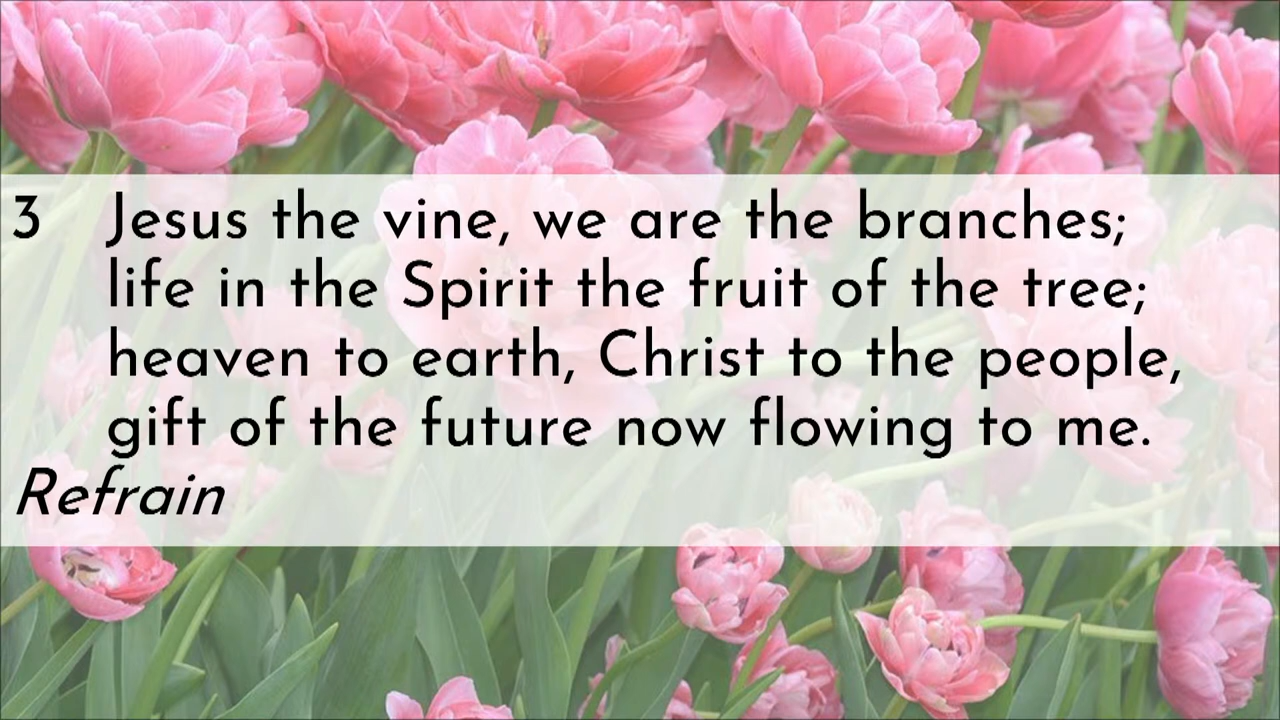 3 Jesus the vine, we are the branches;
life in the Spirit the fruit of the tree;
heaven to earth, Christ to the people,
gift of the future now flowing to me.
Refrain